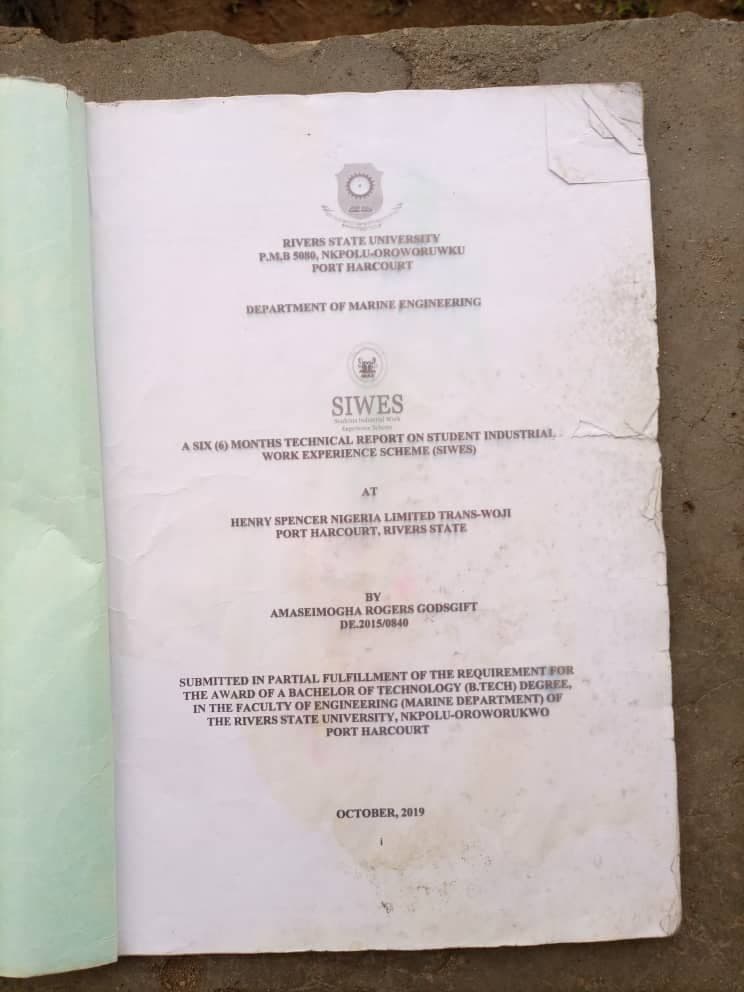 RIVERS STATE UNIVERSITY
P.M.B 5080, NKPOLU-OROWORUWKU
PORT HARCOURT
DEPARTMENT OF MARINE ENGINEERING
SIWES
Students Industrial Work
Experience Scheme
A SIX (6) MONTHS TECHNICAL REPORT ON STUDENT INDUSTRIAL
WORK EXPERIENCE SCHEME (SIWES)
AT
HENRY SPENCER NIGERIA LIMITED TRANS-WOJI
PORT HARCOURT, RIVERS STATE
BY
AMASEIMOGHA ROGERS GODSGIFT
DE.2015/0840
SUBMITTED IN PARTIAL FULFILLMENT OF THE REQUIREMENT FOR
THE AWARD OF A BACHELOR OF TECHNOLOGY (B.TECH) DEGREE,
IN THE FACULTY OF ENGINEERING (MARINE DEPARTMENT) OF
THE RIVERS STATE UNIVERSITY, NKPOLU-OROWORUKWO
PORT HARCOURT
OCTOBER, 2019
i